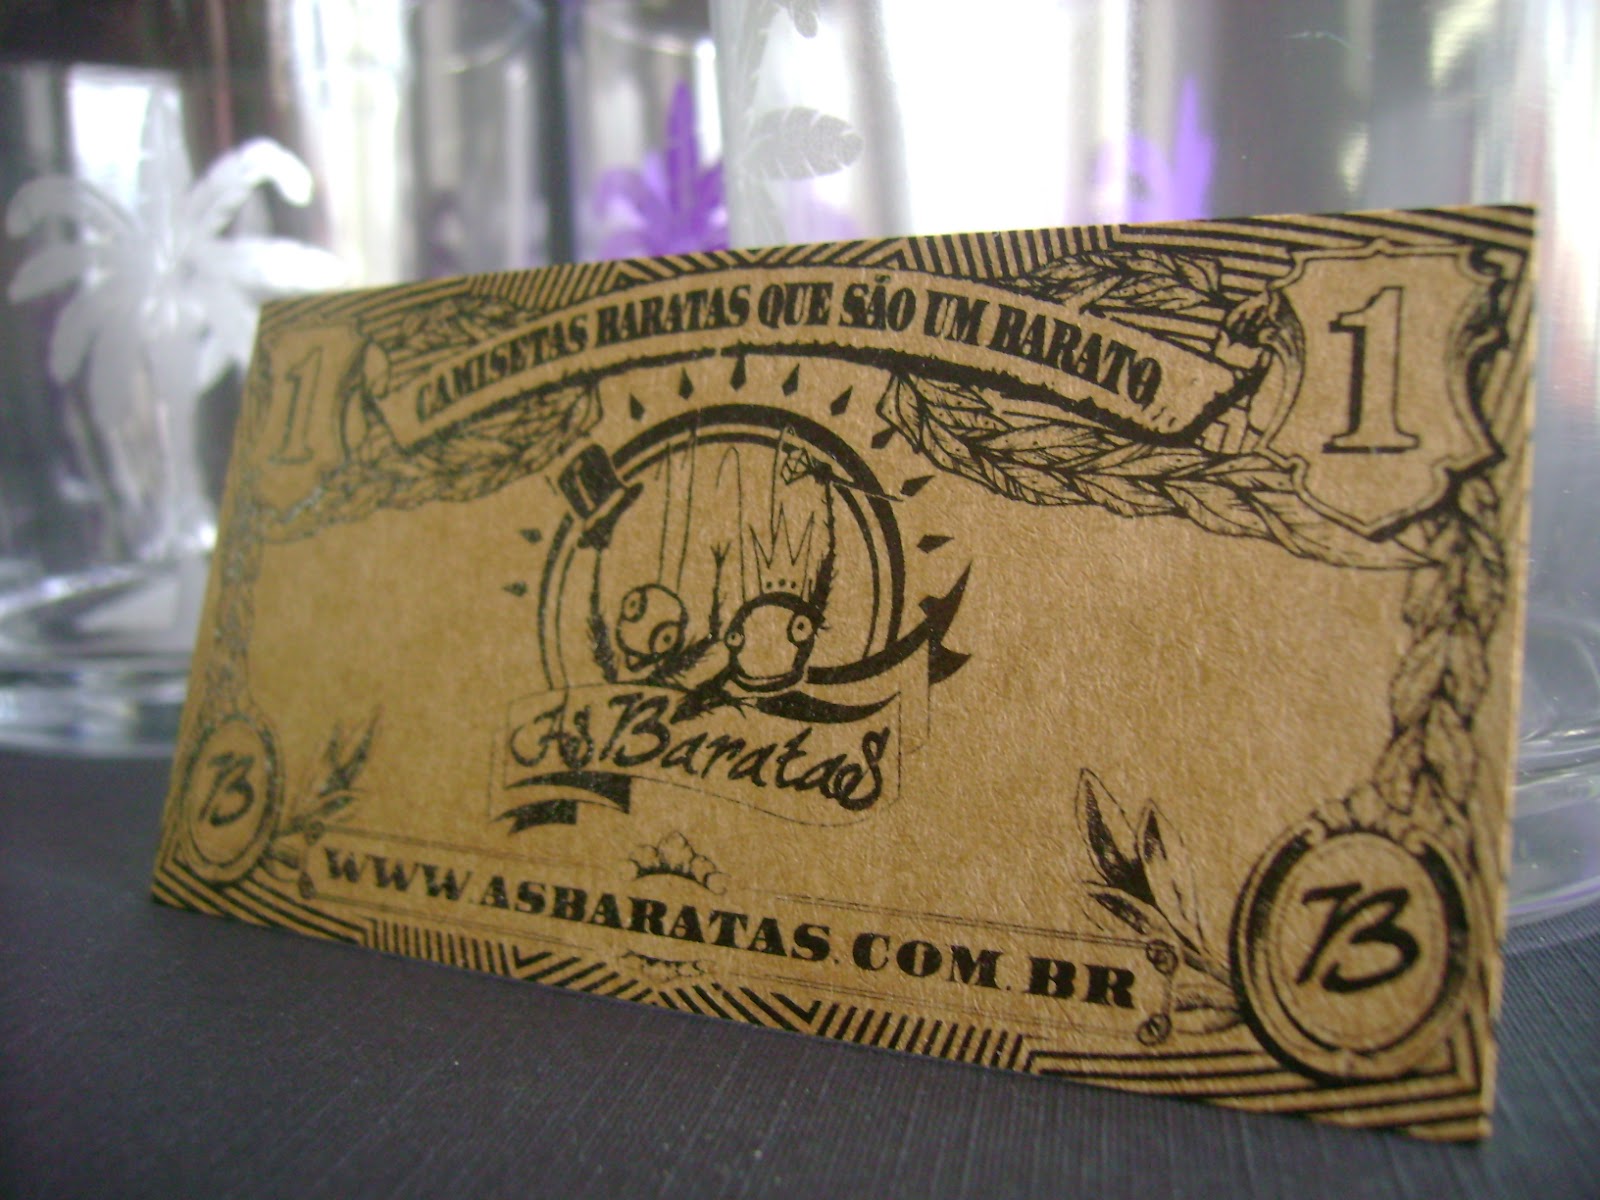 1
CAMISETAS BARATAS QUE SÃO UM BARATO
1
As Baratas
B
WWW.ASBARATAS.COM.BR
B